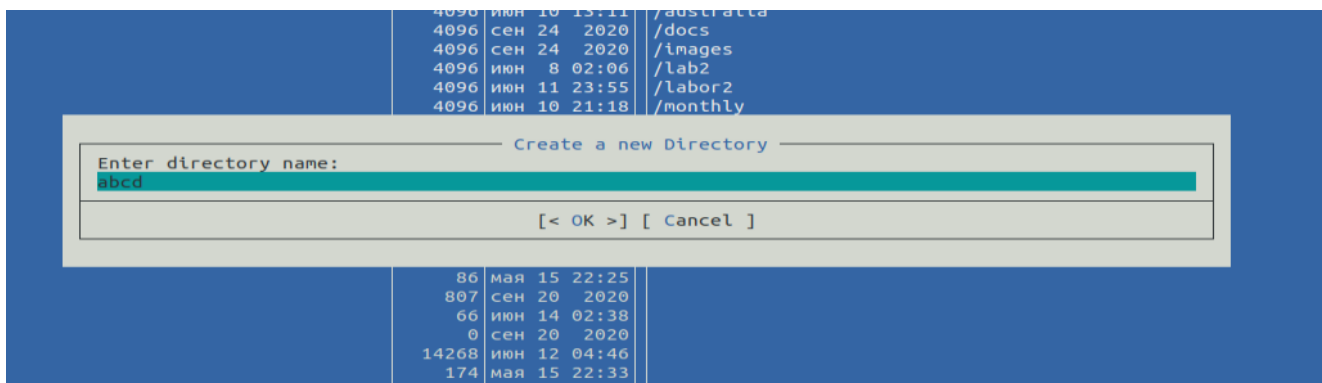 4096 июн 10 13:11 /australia
4096 сен 24 2020 /docs
4096 сен 24 2020 /images
4096 июн 8 02:06 /lab2
4096 июн 11 23:55 /labor2
4096 июн 10 21:18 /monthly
Create a new Directory
Enter directory name:
abcd
[< OK >] [ Cancel ]
86 мая 15 22:25
807 сен 20 2020
66 июн 14 02:38
0 сен 20 2020
14268 июн 12 04:46
174 мая 15 22:33